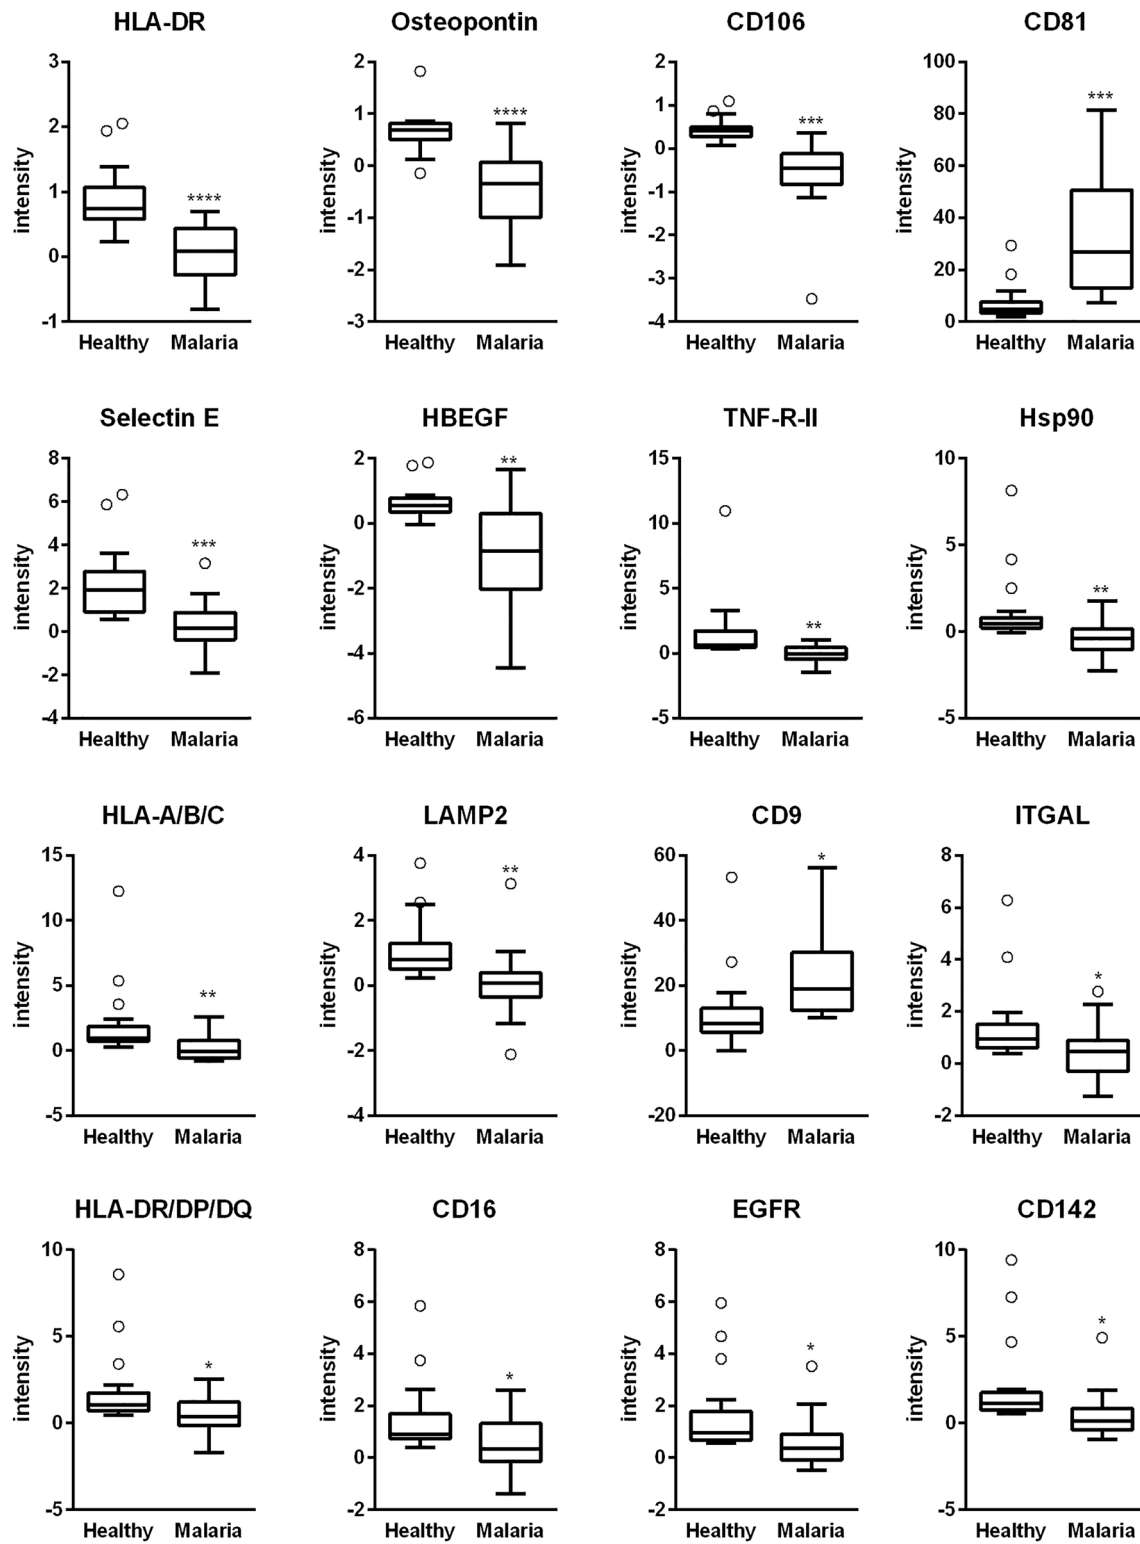 HLA-DR Osteopontin CD106 CD81
3 2 2 100
2 1 1 80
1 0 0 60
0 -1 -1 40
-1 -2 -2 20
-3 -3 0
-4
intensity intensity intensity intensity
**** **** *** ***
Healthy Malaria Healthy Malaria Healthy Malaria Healthy Malaria
Selectin E HBEGF TNF-R-II Hsp90
8 2 15 10
6 0 10 5
4 -2 5 0
2 -4 0 -5
0 -6 -5
-2
-4
intensity intensity intensity intensity
*** ** ** **
Healthy Malaria Healthy Malaria Healthy Malaria Healthy Malaria
HLA-A/B/C LAMP2 CD9 ITGAL
15 4 60 8
10 2 40 6
5 0 20 4
0 -2 0 2
-5 -4 -20 0
-2
intensity intensity intensity intensity
** ** * *
Healthy Malaria Healthy Malaria Healthy Malaria Healthy Malaria
HLA-DR/DP/DQ CD16 EGFR CD142
10 8 8 10
5 6 6 5
0 4 4 0
-5 2 2 -5
0 0
-2 -2
intensity intensity intensity intensity
* * * *
Healthy Malaria Healthy Malaria Healthy Malaria Healthy Malaria